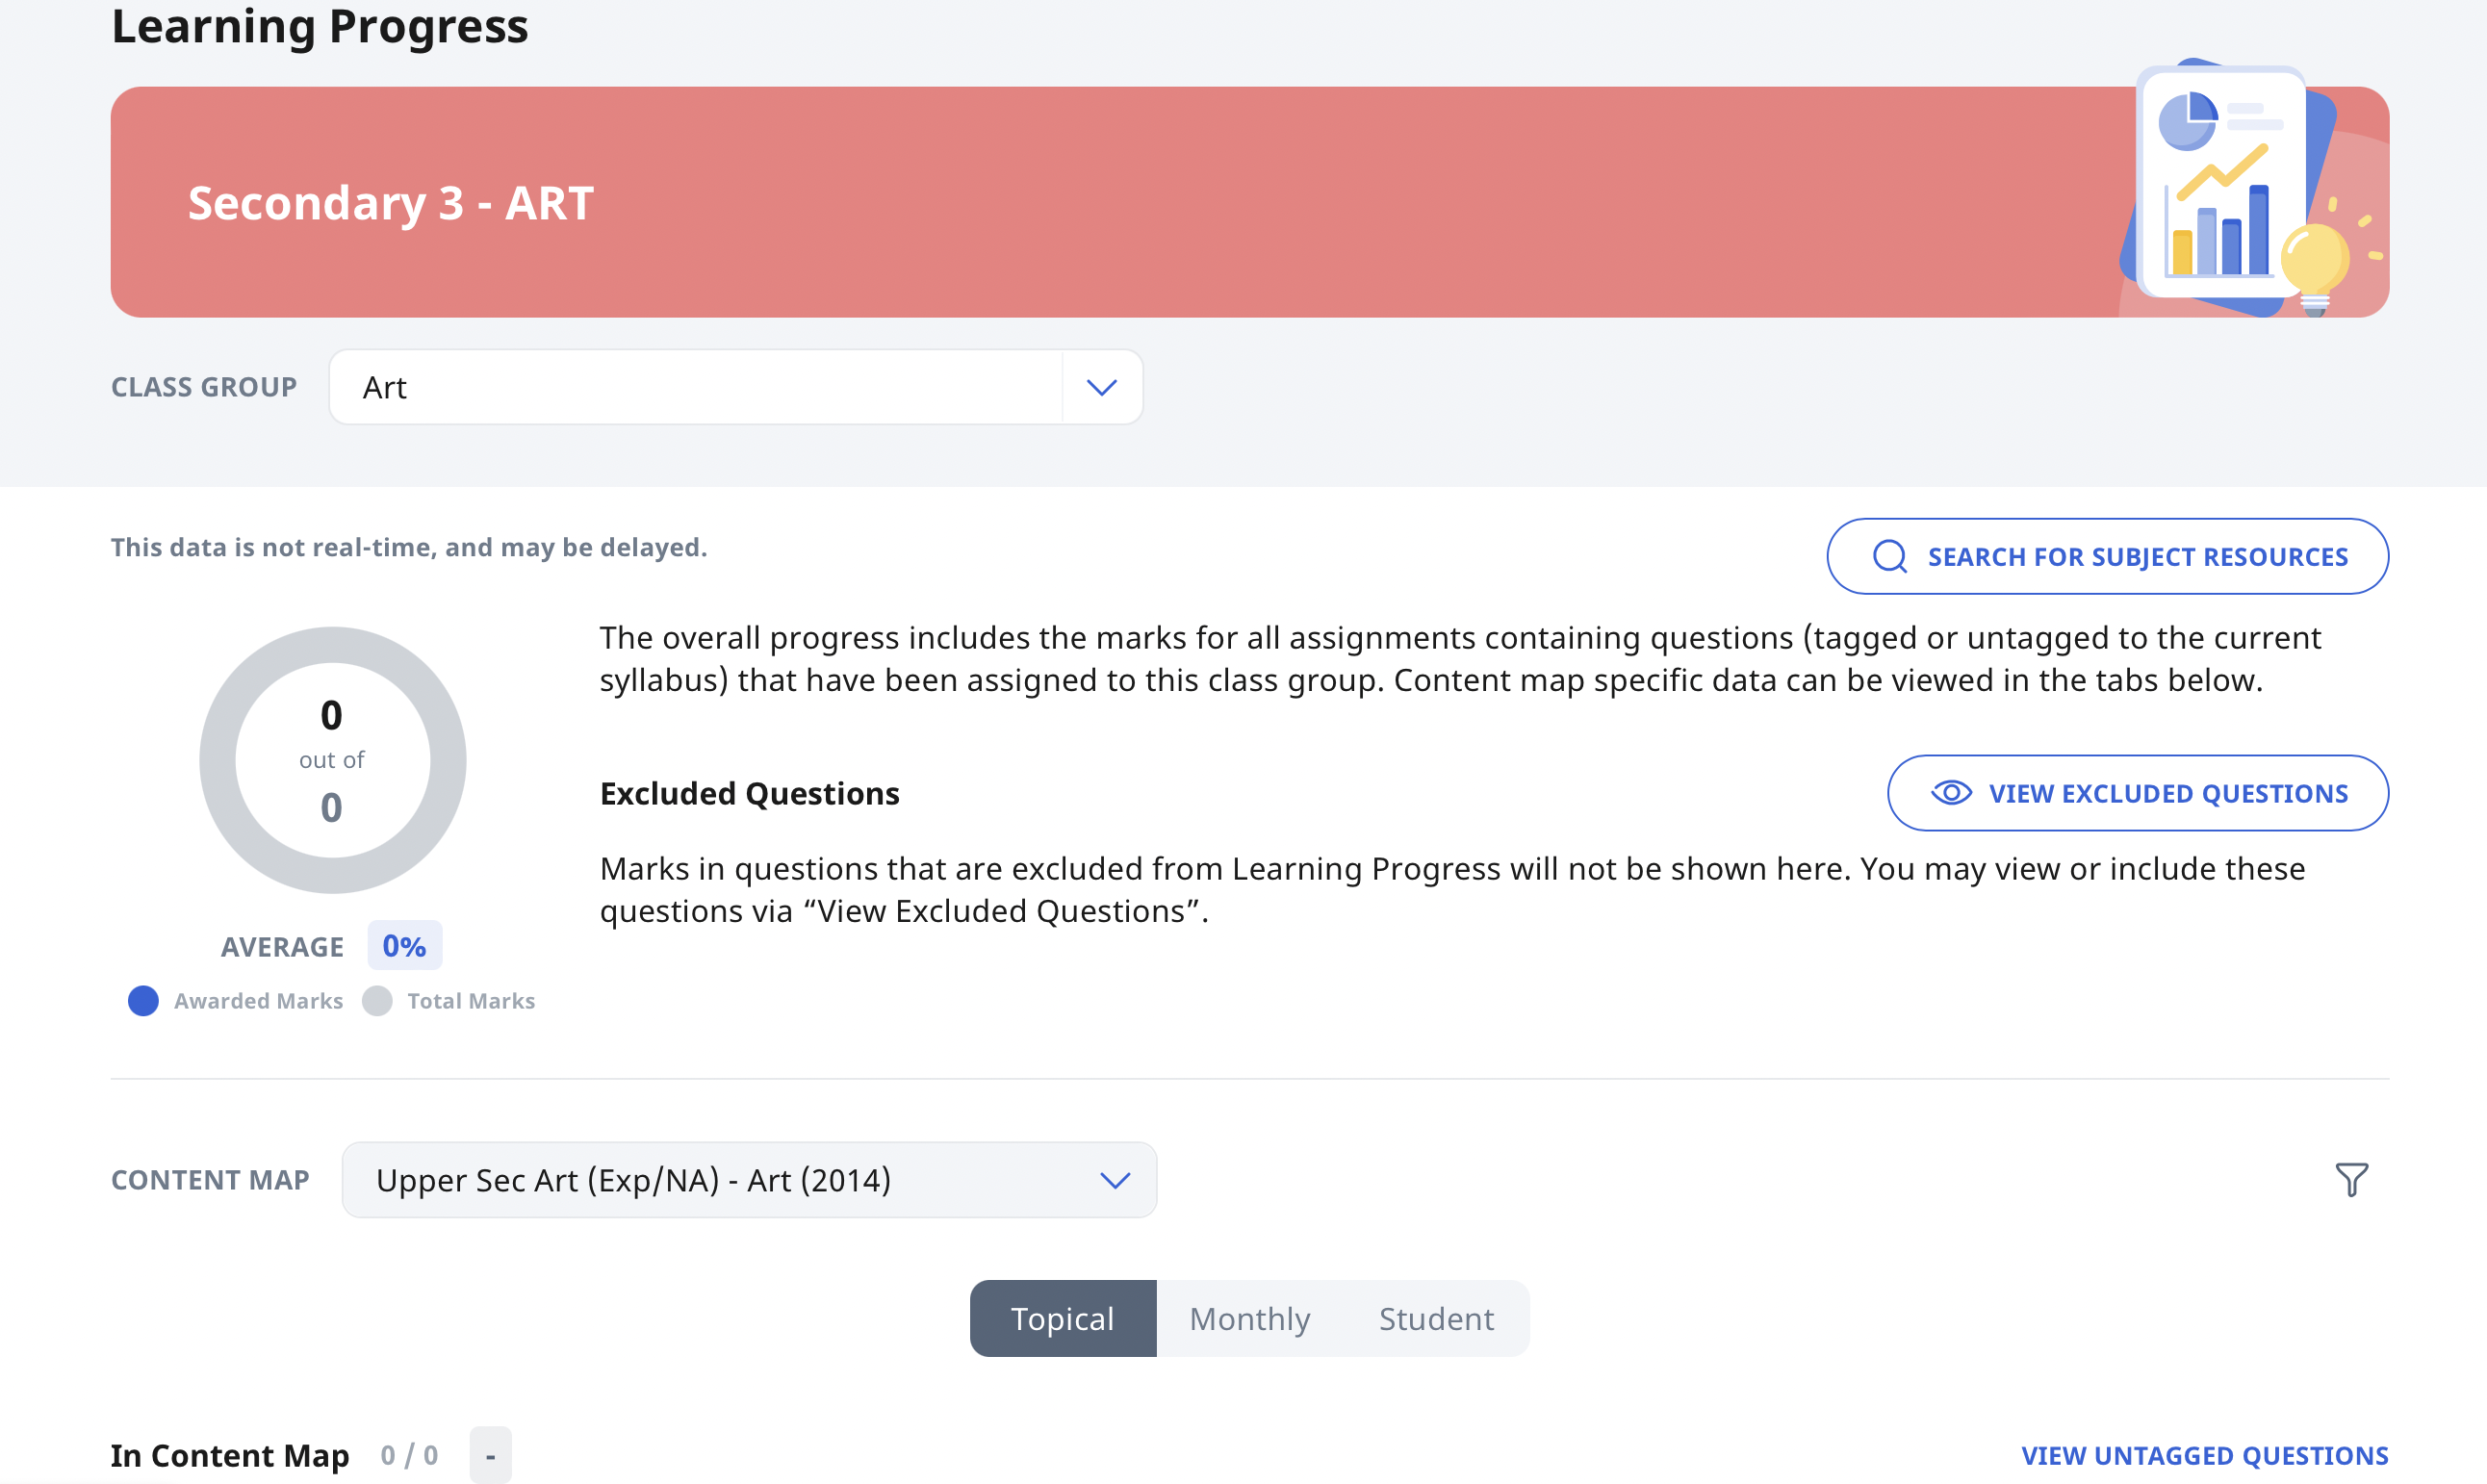 Learning Progress
Secondary 3 - ART
CLASS GROUP
Art
This data is not real-time, and may be delayed.
SEARCH FOR SUBJECT RESOURCES
0
out of
0
AVERAGE 0%
Awarded Marks
Total Marks
The overall progress includes the marks for all assignments containing questions (tagged or untagged to the current
syllabus) that have been assigned to this class group. Content map specific data can be viewed in the tabs below.
Excluded Questions
VIEW EXCLUDED QUESTIONS
Marks in questions that are excluded from Learning Progress will not be shown here. You may view or include these
questions via “View Excluded Questions”.
CONTENT MAP
Upper Sec Art (Exp/NA) - Art (2014)
Topical
Monthly
Student
In Content Map 0 / 0 -
VIEW UNTAGGED QUESTIONS